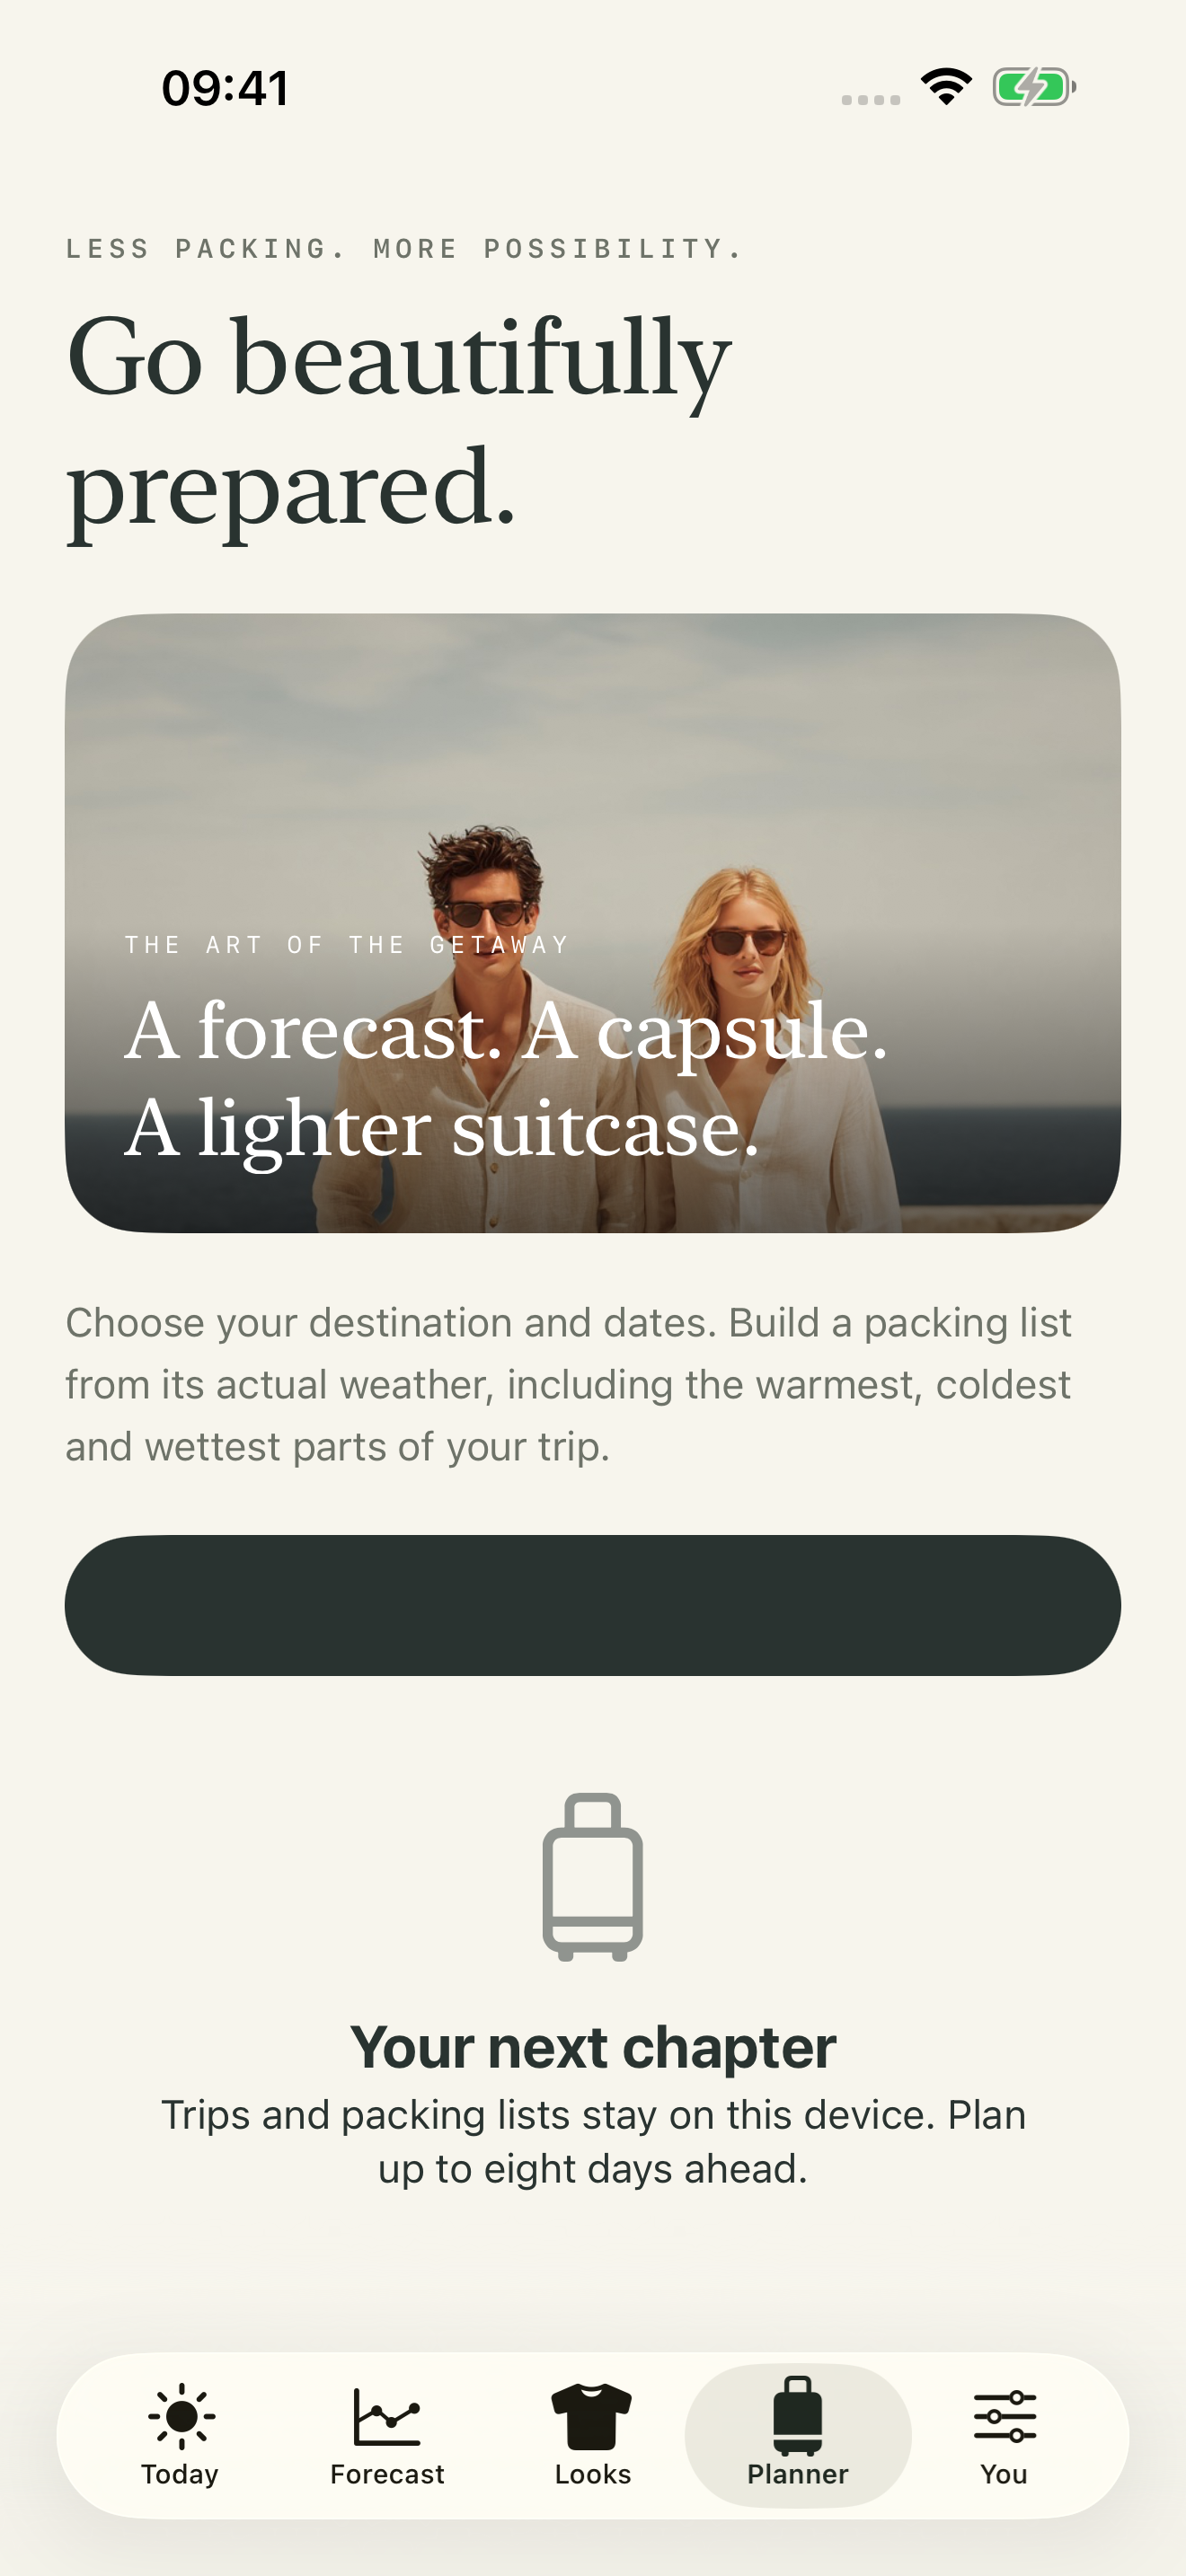 09:41
LESS PACKING. MORE POSSIBILITY.
Go beautifully
prepared.
THE ART OF THE GETAWAY
A forecast. A capsule.
A lighter suitcase.
Choose your destination and dates. Build a packing list
from its actual weather, including the warmest, coldest
and wettest parts of your trip.
Your next chapter
Trips and packing lists stay on this device. Plan
up to eight days ahead.
Today Forecast Looks Planner You